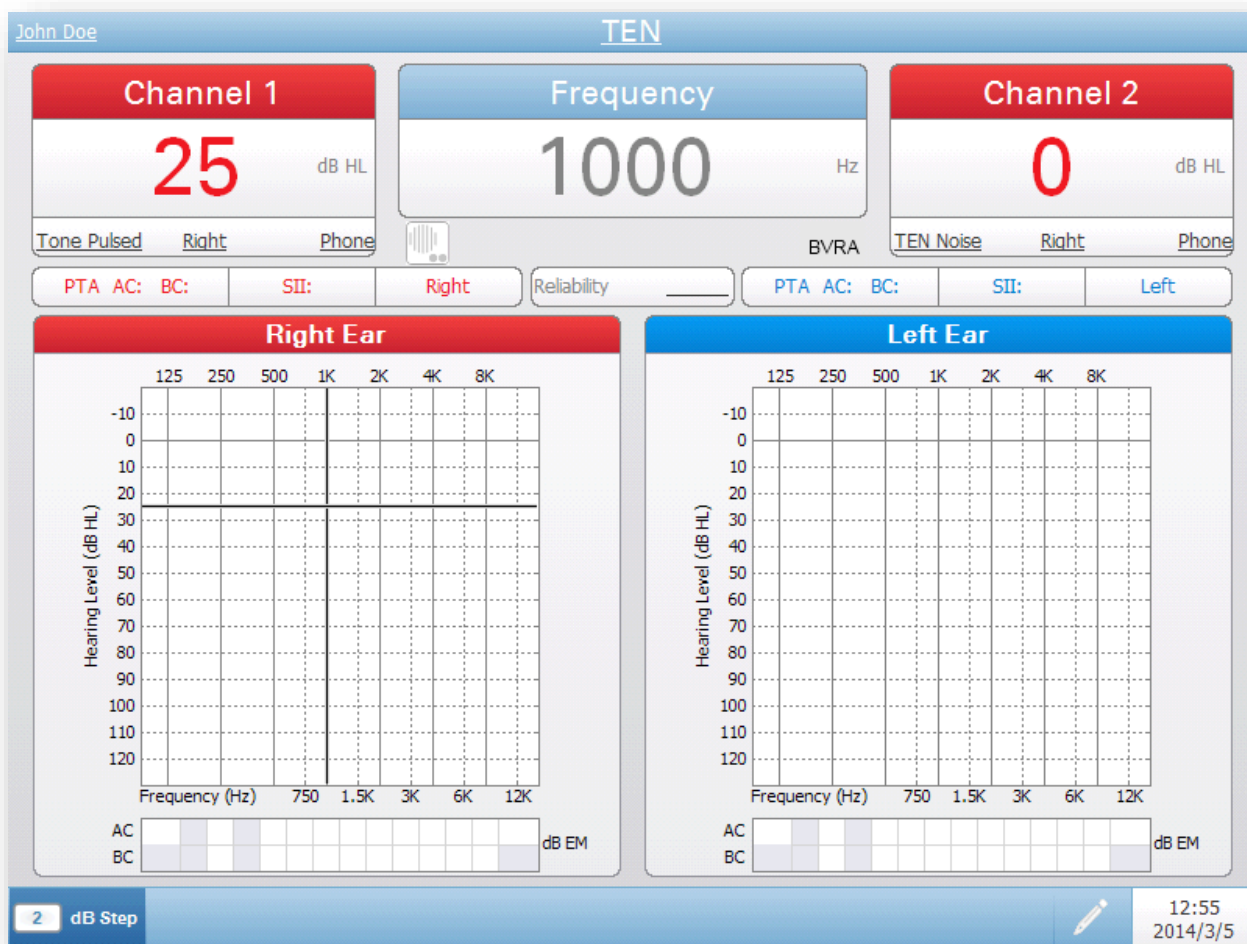 John Doe
TEN
Channel 1
Frequency
Channel 2
25 dB HL
1000 Hz
0 dB HL
Tone Pulsed Right Phone
BVRA
TEN Noise Right Phone
PTA AC: BC: SII: Right
Reliability
PTA AC: BC: SII: Left
Right Ear
125 250 500 1K 2K 4K 8K
-10
0
10
20
30
40
50
60
70
80
90
100
110
120
Hearing Level (dB HL)
Frequency (Hz) 750 1.5K 3K 6K 12K
AC
BC
dB EM
Left Ear
125 250 500 1K 2K 4K 8K
-10
0
10
20
30
40
50
60
70
80
90
100
110
120
Hearing Level (dB HL)
Frequency (Hz) 750 1.5K 3K 6K 12K
AC
BC
dB EM
2 dB Step
12:55
2014/3/5